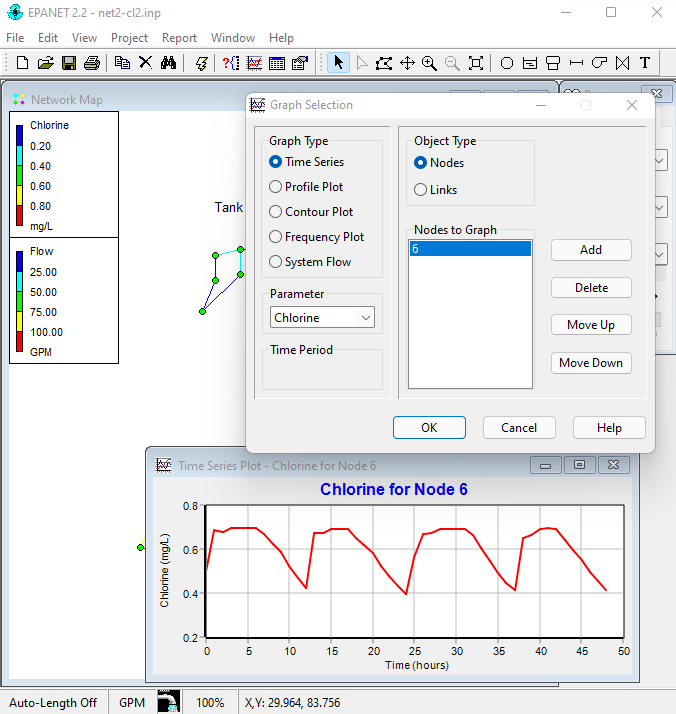 EPANET 2.2 - net2-cl2.inp
File Edit View Project Report Window Help
T
Network Map
Chlorine
0.20
0.40
0.60
0.80
mg/L
Flow
25.00
50.00
75.00
100.00
GPM
Tank
Graph Selection
Graph Type
Time Series
Profile Plot
Contour Plot
Frequency Plot
System Flow
Parameter
Chlorine
Time Period
Object Type
Nodes
Links
Nodes to Graph
6
Add
Delete
Move Up
Move Down
OK Cancel Help
Time Series Plot - Chlorine for Node 6
Chlorine for Node 6
Chlorine (mg/L)
0.8
0.6
0.4
0.2
0 5 10 15 20 25 30 35 40 45 50
Time (hours)
Auto-Length Off GPM 100% X,Y: 29.964, 83.756